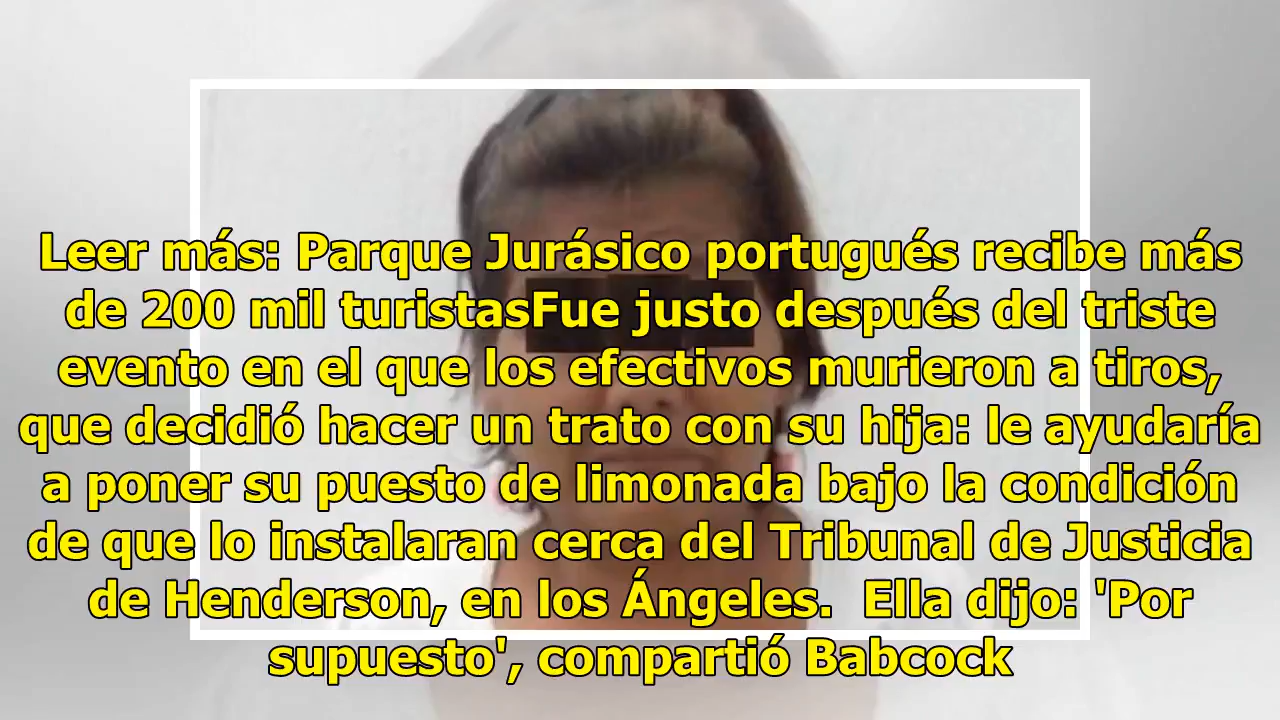 Leer más: Parque Jurásico portugués recibe más
de 200 mil turistasFue justo después del triste
evento en el que los efectivos murieron a tiros,
que decidió hacer un trato con su hija: le ayudaría
a poner su puesto de limonada bajo la condición
de que lo instalaran cerca del Tribunal de Justicia
de Henderson, en los Ángeles.  Ella dijo: 'Por
supuesto', compartió Babcock